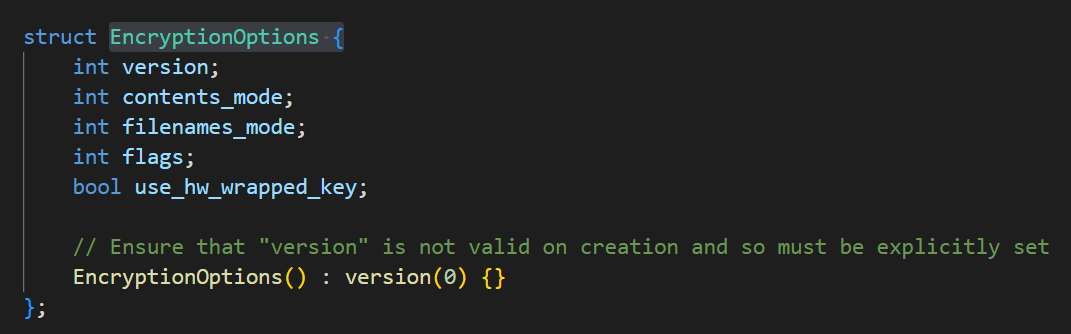 struct EncryptionOptions {
    int version;
    int contents_mode;
    int filenames_mode;
    int flags;
    bool use_hw_wrapped_key;

    // Ensure that "version" is not valid on creation and so must be explicitly set
    EncryptionOptions() : version(0) {}
};